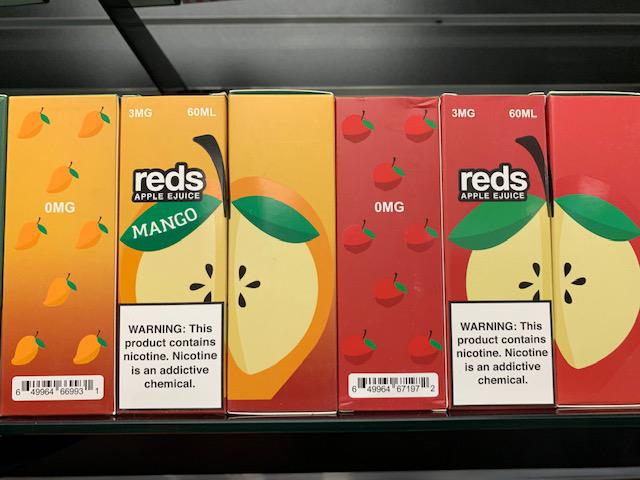 0MG
6 49964 66993 1
3MG 60ML
reds
APPLE EJUICE
MANGO
WARNING: This
product contains
nicotine. Nicotine
is an addictive
chemical.
0MG
6 49964 67197 2
3MG 60ML
reds
APPLE EJUICE
WARNING: This
product contains
nicotine. Nicotine
is an addictive
chemical.